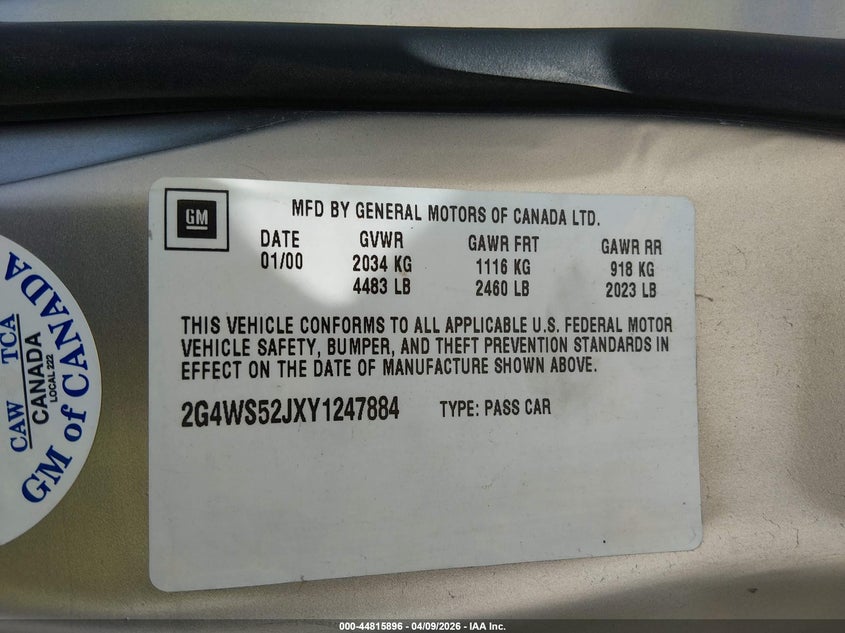 GM
MFD BY GENERAL MOTORS OF CANADA LTD.
DATE GVWR GAWR FRT GAWR RR
01/00 2034 KG 1116 KG 918 KG
4483 LB 2460 LB 2023 LB
THIS VEHICLE CONFORMS TO ALL APPLICABLE U.S. FEDERAL MOTOR
VEHICLE SAFETY, BUMPER, AND THEFT PREVENTION STANDARDS IN
EFFECT ON THE DATE OF MANUFACTURE SHOWN ABOVE.
2G4WS52JXY1247884 TYPE: PASS CAR
CAW TCA
CANADA
LOCAL 222
GM of CANADA
000-44815896 - 04/09/2026 - IAA Inc.